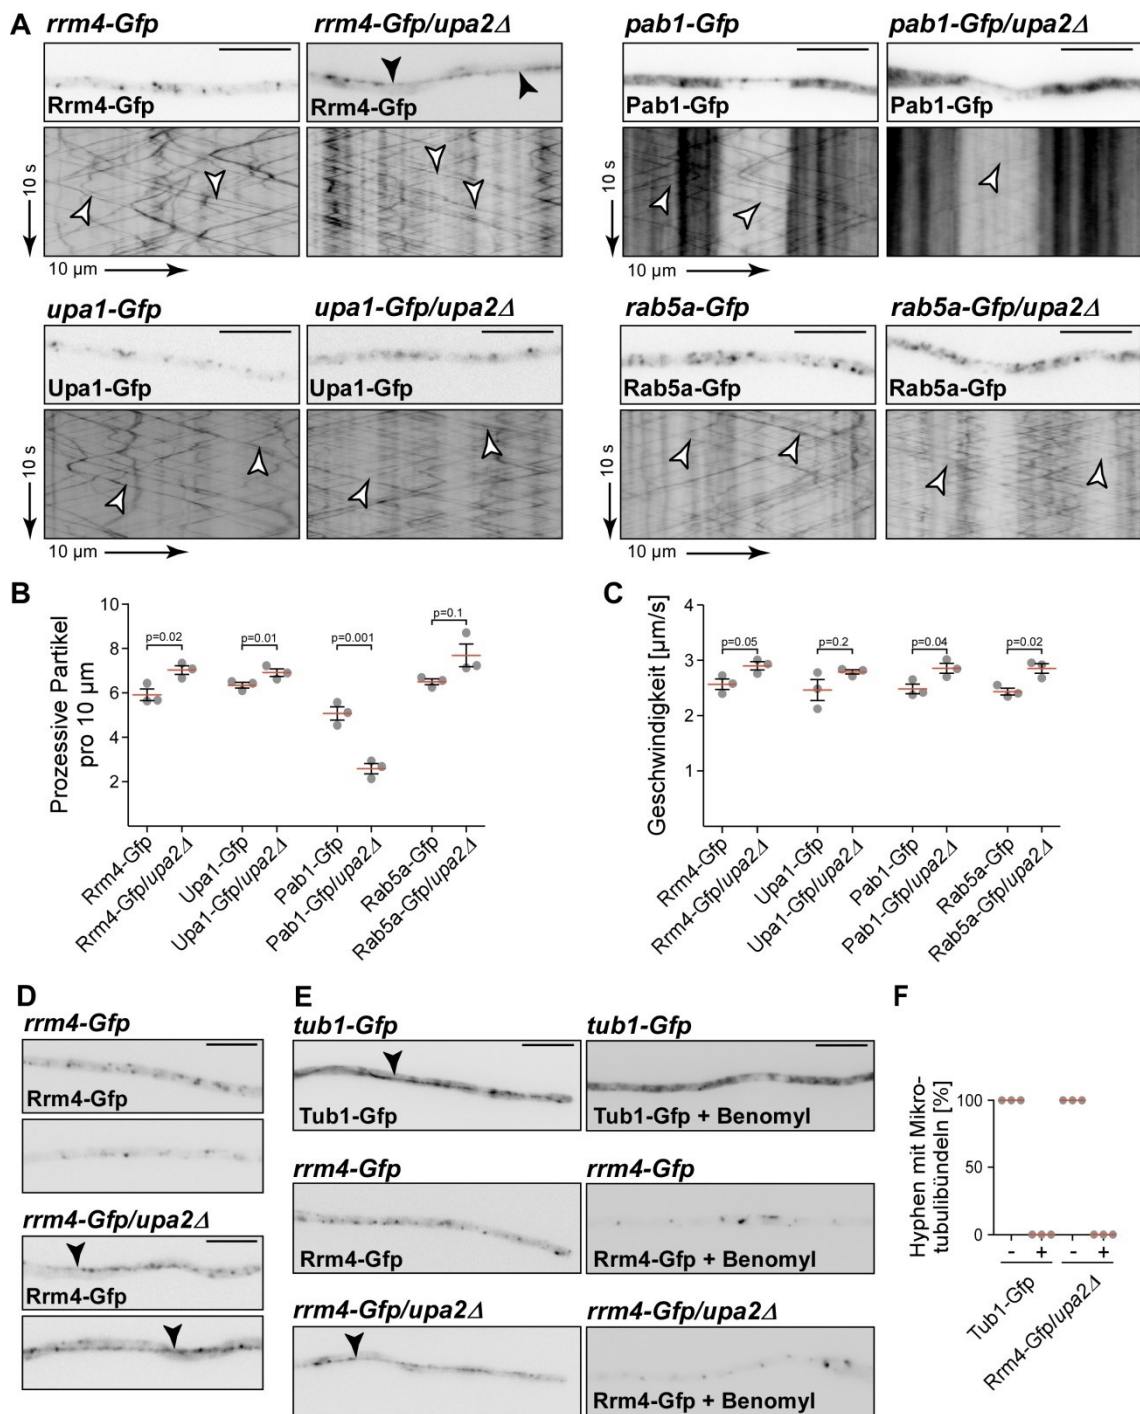 A
rrm4-Gfp
rrm4-Gfp/upa2Δ
pab1-Gfp
pab1-Gfp/upa2Δ
Rrm4-Gfp
Rrm4-Gfp
Pab1-Gfp
Pab1-Gfp
10 s
10 s
10 µm
10 µm
upa1-Gfp
upa1-Gfp/upa2Δ
rab5a-Gfp
rab5a-Gfp/upa2Δ
Upa1-Gfp
Upa1-Gfp
Rab5a-Gfp
Rab5a-Gfp
10 s
10 s
10 µm
10 µm
B
Prozessive Partikel
pro 10 µm
10
8
6
4
2
p=0.02
p=0.01
p=0.001
p=0.1
Rrm4-Gfp
Rrm4-Gfp/upa2Δ
Upa1-Gfp
Upa1-Gfp/upa2Δ
Pab1-Gfp
Pab1-Gfp/upa2Δ
Rab5a-Gfp
Rab5a-Gfp/upa2Δ
C
Geschwindigkeit [µm/s]
4
3
2
1
p=0.05
p=0.2
p=0.04
p=0.02
Rrm4-Gfp
Rrm4-Gfp/upa2Δ
Upa1-Gfp
Upa1-Gfp/upa2Δ
Pab1-Gfp
Pab1-Gfp/upa2Δ
Rab5a-Gfp
Rab5a-Gfp/upa2Δ
D
rrm4-Gfp
Rrm4-Gfp
rrm4-Gfp/upa2Δ
Rrm4-Gfp
E
tub1-Gfp
tub1-Gfp
Tub1-Gfp
Tub1-Gfp + Benomyl
rrm4-Gfp
rrm4-Gfp
Rrm4-Gfp
Rrm4-Gfp + Benomyl
rrm4-Gfp/upa2Δ
rrm4-Gfp/upa2Δ
Rrm4-Gfp + Benomyl
F
Hyphen mit Mikro-
tubulibündeln [%]
100
50
0
- + - +
Tub1-Gfp
Rrm4-Gfp/upa2Δ